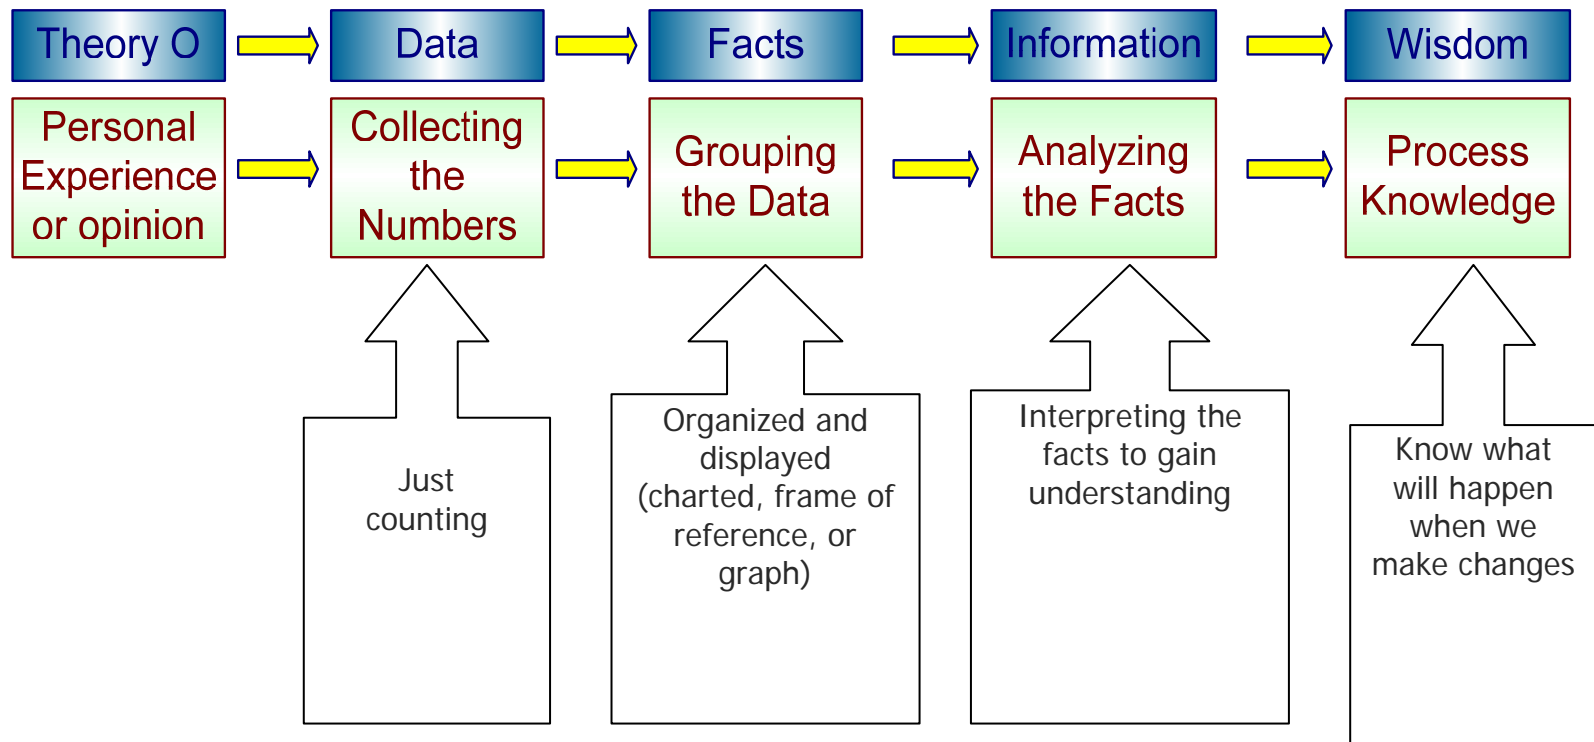 Theory O
Data
Facts
Information
Wisdom
Personal
Experience
or opinion
Collecting
the
Numbers
Grouping
the Data
Analyzing
the Facts
Process
Knowledge
Just
counting
Organized and
displayed
(charted, frame of
reference, or
graph)
Interpreting the
facts to gain
understanding
Know what
will happen
when we
make changes